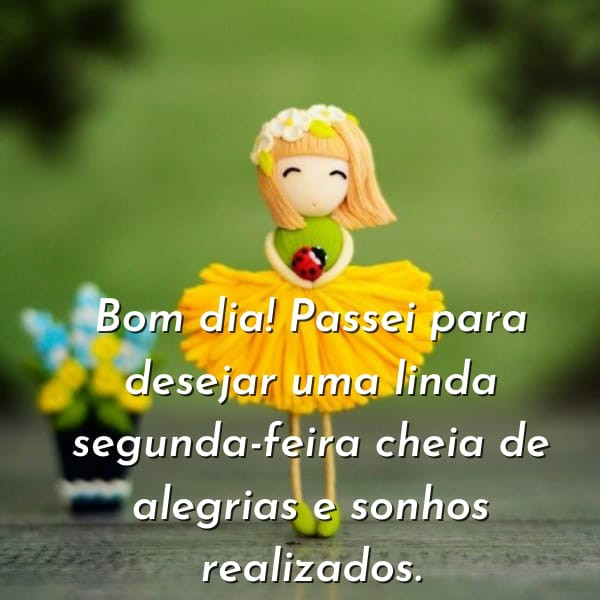 Bom dia! Passei para
desejar uma linda
segunda-feira cheia de
alegrias e sonhos
realizados.